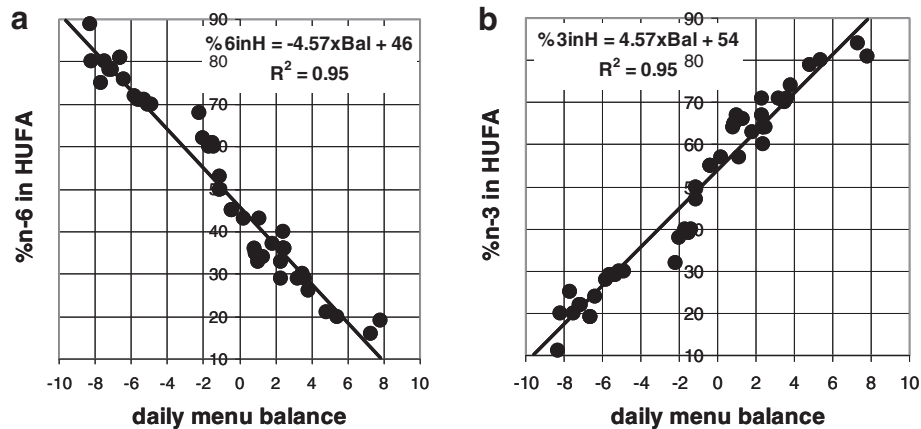 a
%6inH = -4.57xBal + 46
R² = 0.95
%n-6 in HUFA
90
80
70
60
5
40
30
20
10
-10 -8 -6 -4 -2 0 2 4 6 8 10
daily menu balance
b
%3inH = 4.57xBal + 54
R² = 0.95
%n-3 in HUFA
90
80
70
60
5
40
30
20
10
-10 -8 -6 -4 -2 0 2 4 6 8 10
daily menu balance